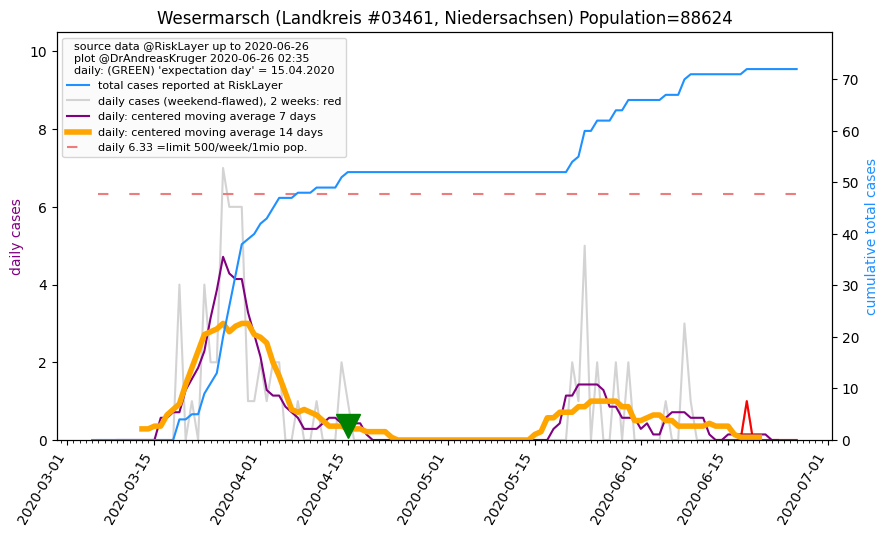 Wesermarsch (Landkreis #03461, Niedersachsen) Population=88624
source data @RiskLayer up to 2020-06-26
plot @DrAndreasKruger 2020-06-26 02:35
daily: (GREEN) 'expectation day' = 15.04.2020
total cases reported at RiskLayer
daily cases (weekend-flawed), 2 weeks: red
daily: centered moving average 7 days
daily: centered moving average 14 days
daily 6.33 =limit 500/week/1mio pop.
daily cases
10
8
6
4
2
0
cumulative total cases
70
60
50
40
30
20
10
0
2020-03-01
2020-03-15
2020-04-01
2020-04-15
2020-05-01
2020-05-15
2020-06-01
2020-06-15
2020-07-01